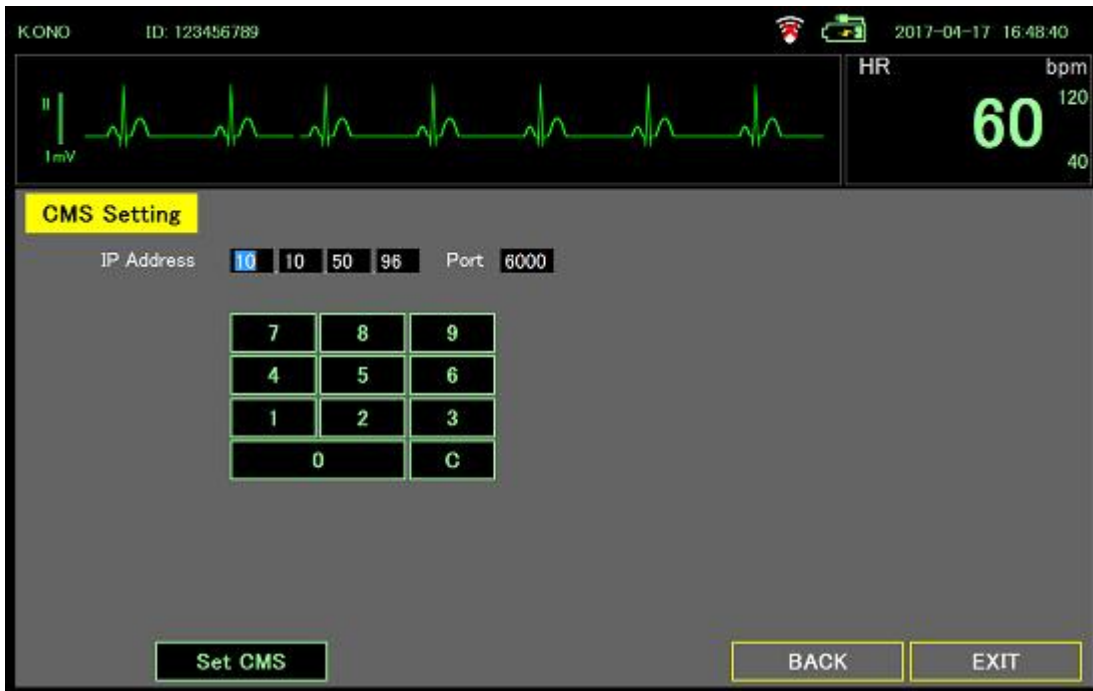 K.ONO ID: 123456789 2017-04-17 16:48:40
HR bpm
II
1mV
60 120
40
CMS Setting
IP Address 10 . 10 . 50 . 96 Port 6000
7 8 9
4 5 6
1 2 3
0 C
Set CMS BACK EXIT